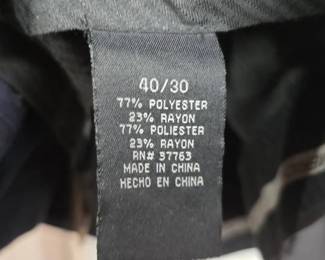 40/30
77% POLYESTER
23% RAYON
77% POLIESTER
23% RAYON
RN# 37763
MADE IN CHINA
HECHO EN CHINA